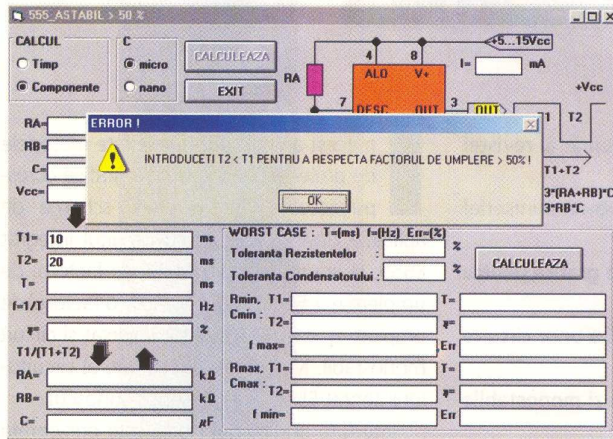 555_ASTABIL > 50 %
CALCUL
Timp
Componente
C
micro
nano
CALCULEAZA
EXIT
+5...15Vcc
4 8
I= mA
RA
ALO V+
7 DESC OUT 3 OUT
+Vcc
T2
RA=
RB=
C=
Vcc=
ERROR !
INTRODUCETI T2 < T1 PENTRU A RESPECTA FACTORUL DE UMPLERE > 50% !
OK
T1+T2
3*(RA+RB)*C
3*RB*C
T1= 10 ms
T2= 20 ms
T= ms
f=1/T Hz
η= %
T1/(T1+T2)
RA= kΩ
RB= kΩ
C= µF
WORST CASE : T=(ms) f=(Hz) Err=(%)
Toleranta Rezistentelor : %
Toleranta Condensatorului : %
CALCULEAZA
Rmin, T1= T=
Cmin : T2= η=
f max= Err
Rmax, T1= T=
Cmax : T2= η=
f min= Err